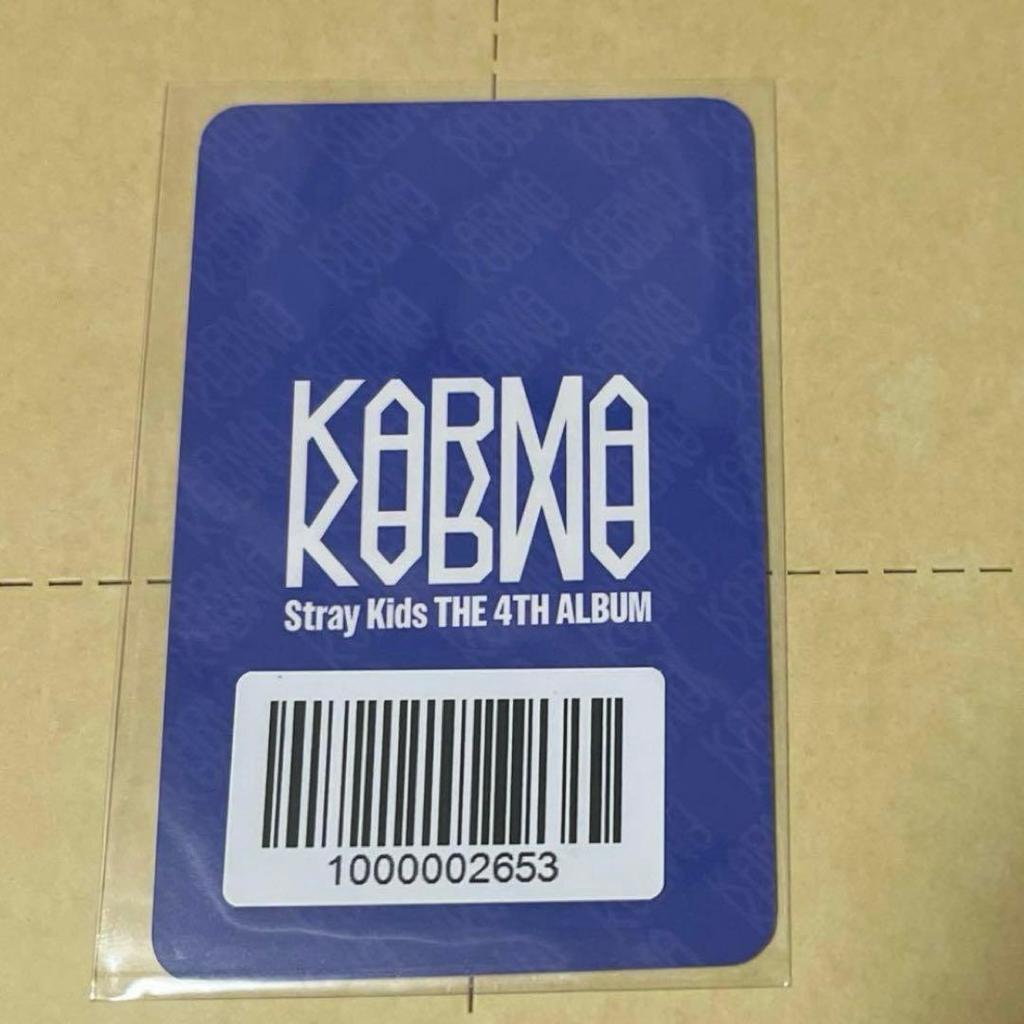 KARMA
Stray Kids THE 4TH ALBUM
1000002653